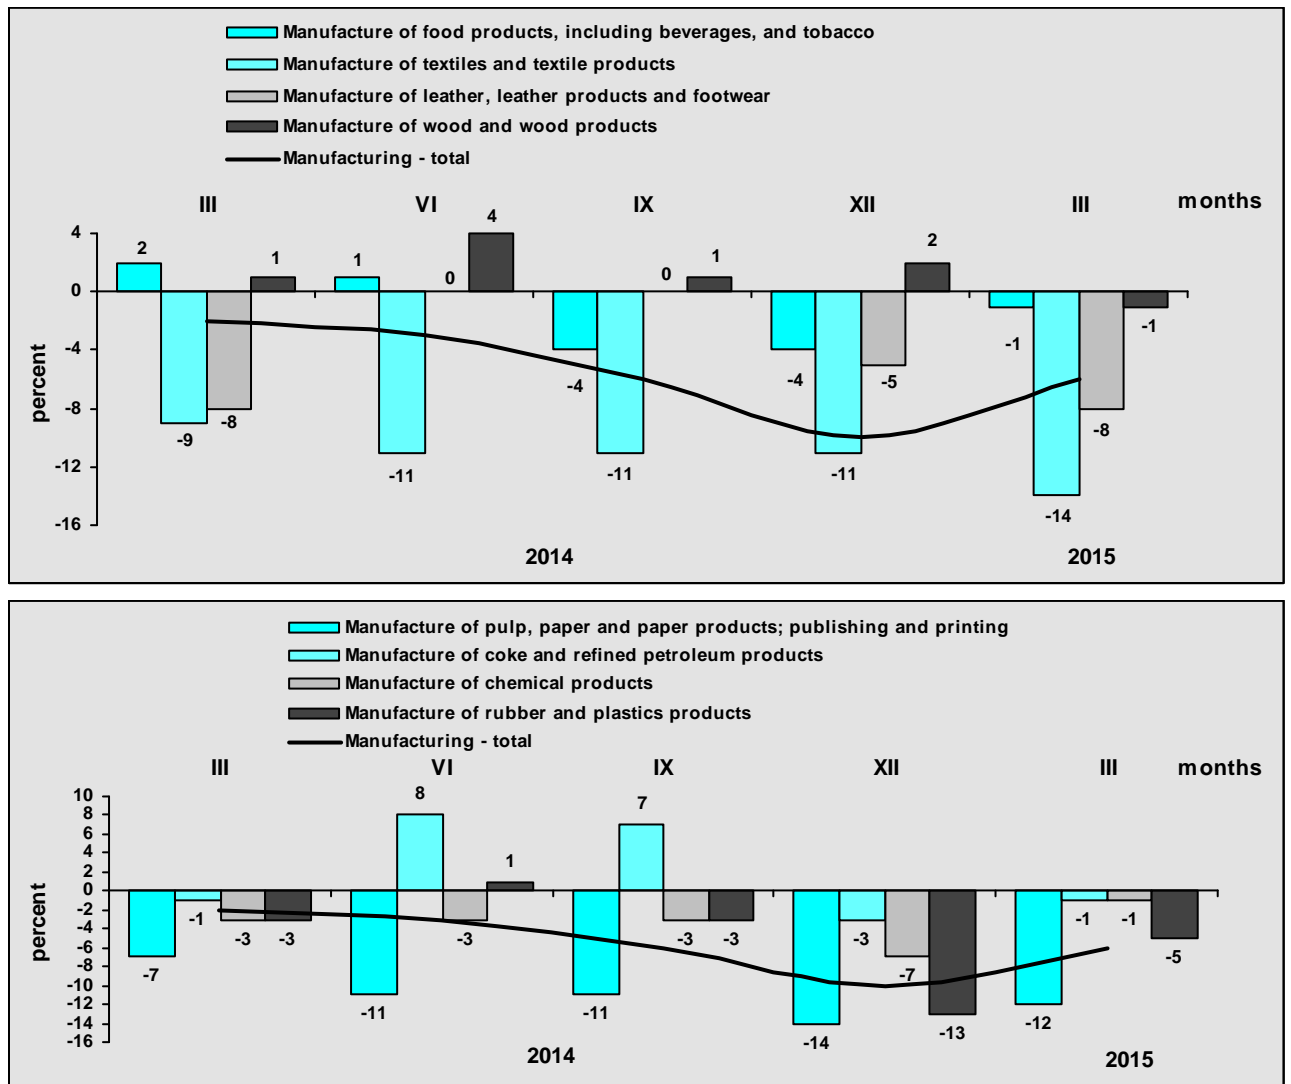 Manufacture of food products, including beverages, and tobacco
Manufacture of textiles and textile products
Manufacture of leather, leather products and footwear
Manufacture of wood and wood products
Manufacturing - total
III VI IX XII III months
4
0
-4
-8
-12
-16
percent
2 -9 -8 1
1 -11 0 4
-4 -11 0 1
-4 -11 -5 2
-1 -14 -8 -1
2014 2015
Manufacture of pulp, paper and paper products; publishing and printing
Manufacture of coke and refined petroleum products
Manufacture of chemical products
Manufacture of rubber and plastics products
Manufacturing - total
III VI IX XII III months
10
8
6
4
2
0
-2
-4
-6
-8
-10
-12
-14
-16
percent
-7 -1 -3 -3
-11 8 -3 1
-11 7 -3 -3
-14 -3 -7 -13
-12 -1 -1 -5
2014 2015